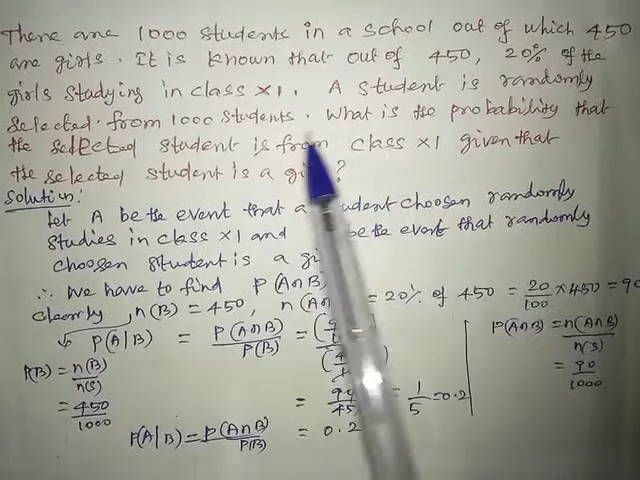 There are 1000 students in a school out of which 450
are girls. It is known that out of 450, 20% of the
girls studying in class XI. A student is randomly
selected from 1000 students. What is the probability that
the selected student is from class XI given that
the selected student is a ?
Solution:
Let A be the event that a student choosen randomly
studies in class XI and be the event that randomly
choosen student is a
∴ We have to find P(A∩B)
Clearly, n(B) = 450, n(A∩ = 20% of 450 = 20/100 × 450 = 90
P(A|B) = P(A∩B)/P(B) =
P(A∩B) = n(A∩B)/n(S)
P(B) = n(B)/n(S)
= 90/1000
= 450/1000
= = 1/5 = 0.2
P(A|B) = P(A∩B)/P(B) = 0.2